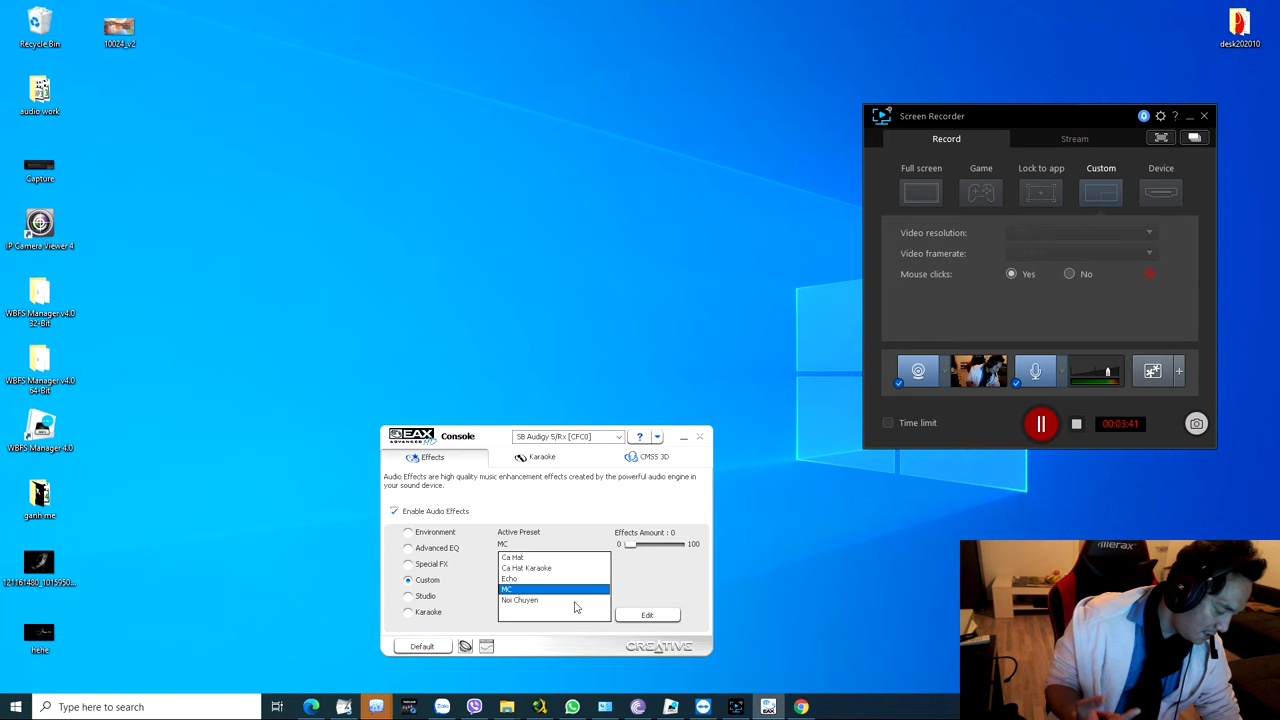 Recycle Bin
10024_v2
desk202010
audio work
Capture
IP Camera Viewer 4
WBFS Manager v4.0
32-Bit
WBFS Manager v4.0
64-Bit
WBFS Manager 4.0
ganh me
121161480_1015950...
hehe
Screen Recorder
?
Record
Stream
Full screen
Game
Lock to app
Custom
Device
Video resolution:
Video framerate:
Mouse clicks:
Yes
No
Time limit
00:03:41
EAX
Console
SB Audigy 5/Rx [CFC0]
?
Effects
Karaoke
CMSS 3D
Audio Effects are high quality music enhancement effects created by the powerful audio engine in
your sound device.
Enable Audio Effects
Environment
Advanced EQ
Special FX
Custom
Studio
Karaoke
Active Preset
MC
Ca Hat
Ca Hat Karaoke
Echo
MC
Noi Chuyen
Effects Amount : 0
0
100
Edit
Default
CREATIVE
Type here to search